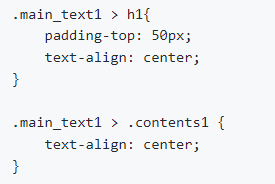 .main_text1 > h1{
    padding-top: 50px;
    text-align: center;
}

.main_text1 > .contents1 {
    text-align: center;
}